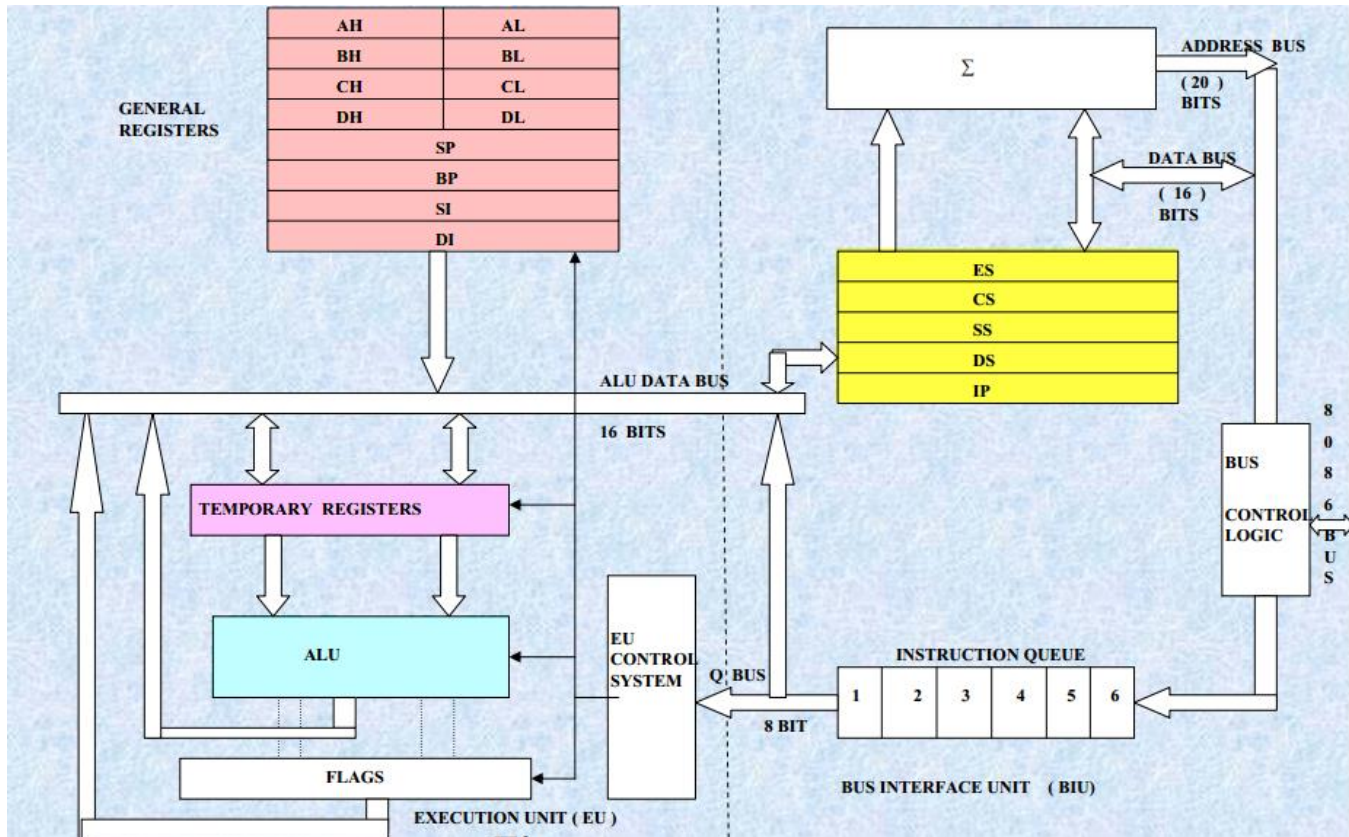 GENERAL
REGISTERS
AH AL
BH BL
CH CL
DH DL
SP
BP
SI
DI
ALU DATA BUS
16 BITS
TEMPORARY REGISTERS
ALU
FLAGS
EU
CONTROL
SYSTEM
EXECUTION UNIT ( EU )
Σ
ADDRESS BUS
( 20 )
BITS
DATA BUS
( 16 )
BITS
ES
CS
SS
DS
IP
BUS
CONTROL
LOGIC
8
0
8
6
B
U
S
INSTRUCTION QUEUE
1 2 3 4 5 6
Q BUS
8 BIT
BUS INTERFACE UNIT ( BIU)